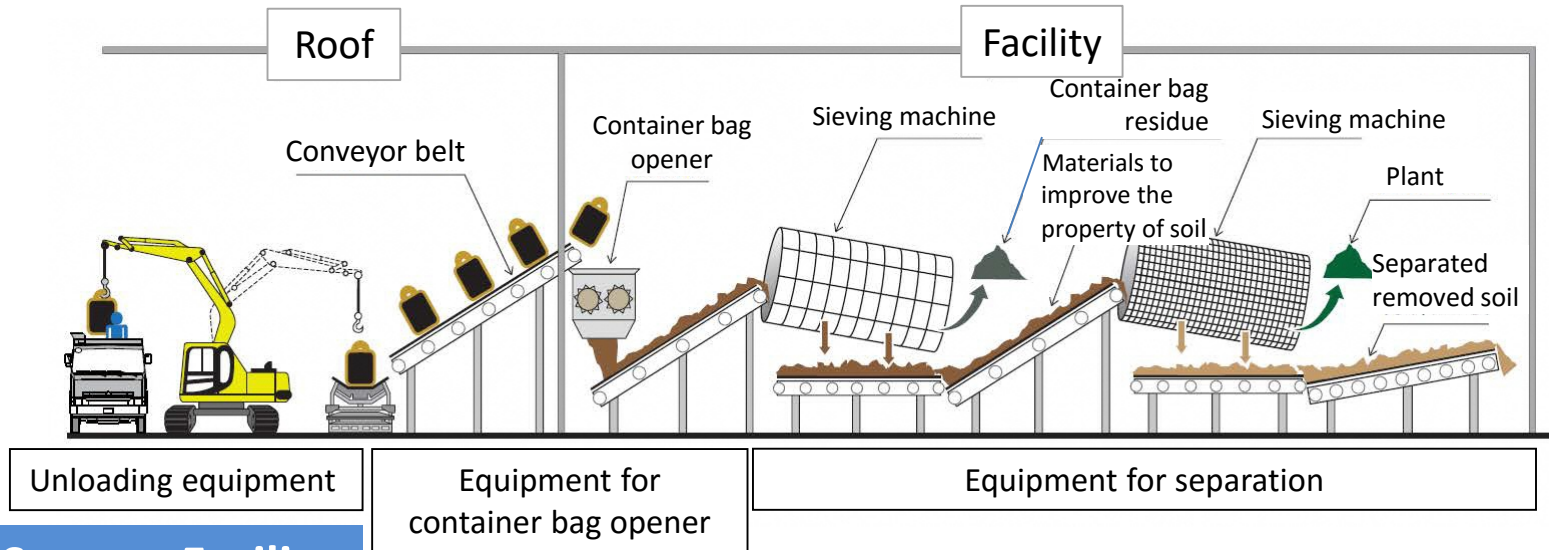 Roof
Facility
Conveyor belt
Container bag
opener
Sieving machine
Container bag
residue
Materials to
improve the
property of soil
Sieving machine
Plant
Separated
removed soil
Unloading equipment
Equipment for
container bag opener
Equipment for separation